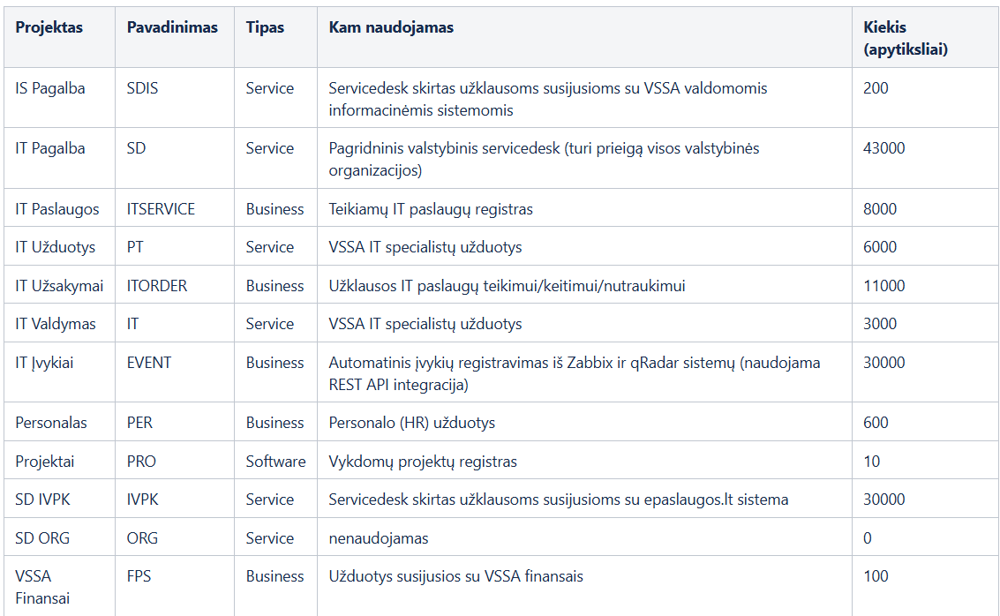 Projektas Pavadinimas Tipas Kam naudojamas Kiekis
(apytiksliai)
IS Pagalba SDIS Service Servicedesk skirtas užklausoms susijusioms su VSSA valdomomis 200
informacinėmis sistemomis
IT Pagalba SD Service Pagridninis valstybinis servicedesk (turi prieigą visos valstybinės 43000
organizacijos)
IT Paslaugos ITSERVICE Business Teikiamų IT paslaugų registras 8000
IT Užduotys PT Service VSSA IT specialistų užduotys 6000
IT Užsakymai ITORDER Business Užklausos IT paslaugų teikimui/keitimui/nutraukimui 11000
IT Valdymas IT Service VSSA IT specialistų užduotys 3000
IT Įvykiai EVENT Business Automatinis įvykių registravimas iš Zabbix ir qRadar sistemų (naudojama 30000
REST API integracija)
Personalas PER Business Personalo (HR) užduotys 600
Projektai PRO Software Vykdomų projektų registras 10
SD IVPK IVPK Service Servicedesk skirtas užklausoms susijusioms su epaslaugos.lt sistema 30000
SD ORG ORG Service nenaudojamas 0
VSSA FPS Business Užduotys susijusios su VSSA finansais 100
Finansai